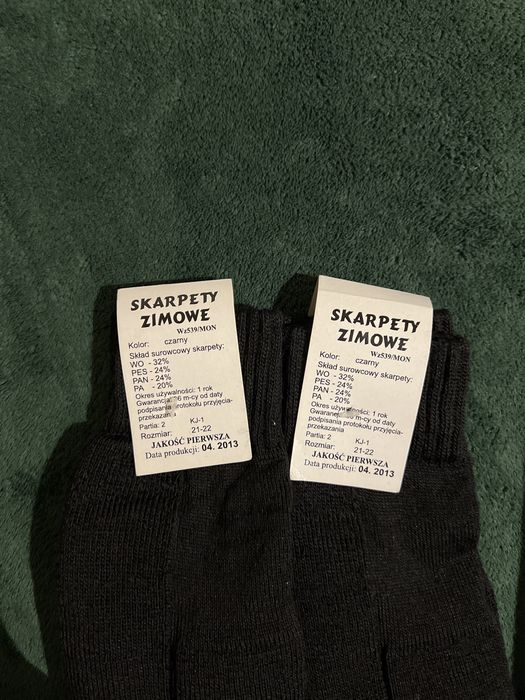 SKARPETY
ZIMOWE
Wz539/MON
Kolor: czarny
Skład surowcowy skarpety:
WO - 32%
PES - 24%
PAN - 24%
PA - 20%
Okres używalności: 1 rok
Gwarancja: 36 m-cy od daty
podpisania protokołu przyjęcia-
przekazania
Partia: 2 KJ-1
Rozmiar: 21-22
JAKOŚĆ PIERWSZA
Data produkcji: 04. 2013
SKARPETY
ZIMOWE
Wz539/MON
Kolor: czarny
Skład surowcowy skarpety:
WO - 32%
PES - 24%
PAN - 24%
PA - 20%
Okres używalności: 1 rok
m-cy od daty
podpisania protokołu przyjęcia-
przekazania
Partia: 2 KJ-1
Rozmiar: 21-22
JAKOŚĆ PIERWSZA
Data produkcji: 04. 2013